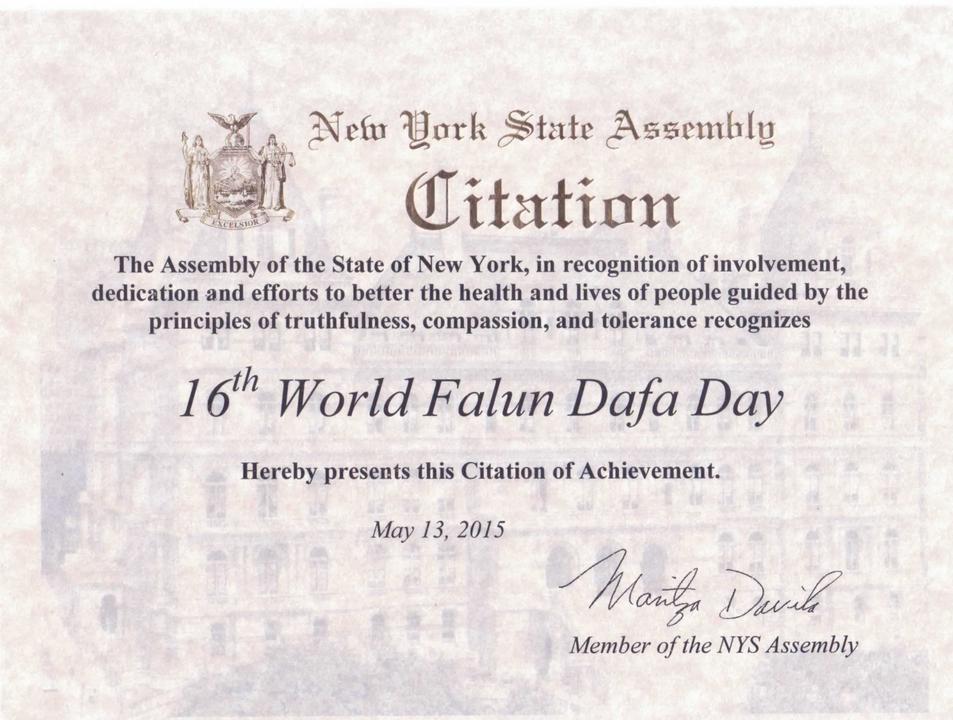 New York State Assembly
Citation
EXCELSIOR
The Assembly of the State of New York, in recognition of involvement,
dedication and efforts to better the health and lives of people guided by the
principles of truthfulness, compassion, and tolerance recognizes
16th World Falun Dafa Day
Hereby presents this Citation of Achievement.
May 13, 2015
Maritza Davila
Member of the NYS Assembly